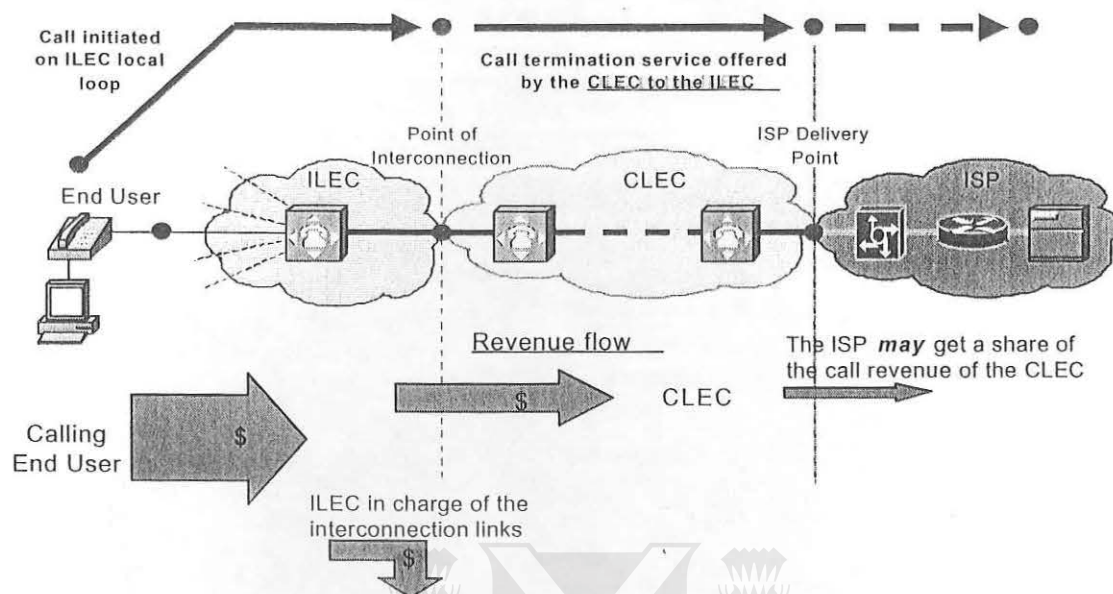 Call initiated
on ILEC local
loop
Call termination service offered
by the CLEC to the ILEC
Point of
Interconnection
ISP Delivery
Point
End User
ILEC
CLEC
ISP
Revenue flow
The ISP may get a share of
the call revenue of the CLEC
$
$
CLEC
Calling
End User
ILEC in charge of the
interconnection links
$